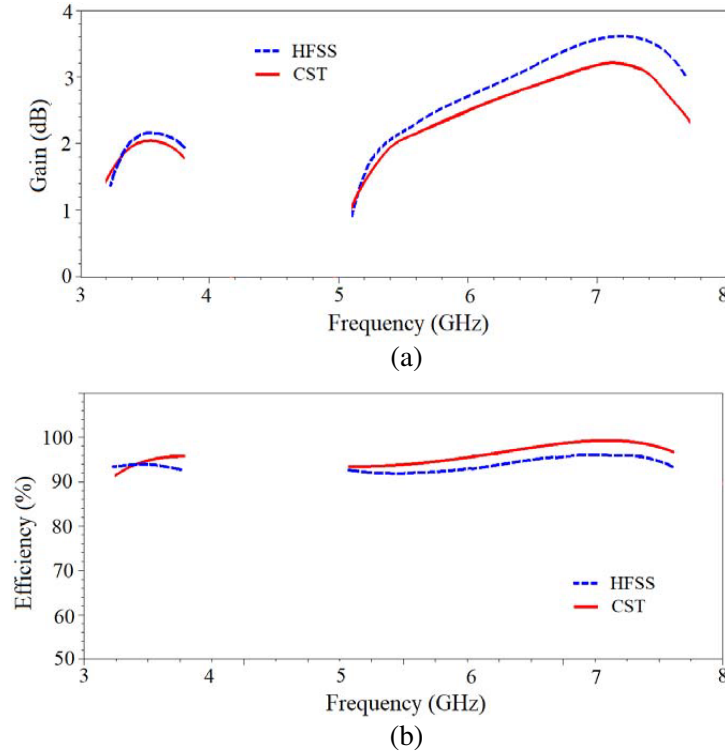 4
HFSS
CST
3
2
1
0
Gain (dB)
3 4 5 6 7 8
Frequency (GHz)
(a)
100
90
80
70
60
50
Efficiency (%)
HFSS
CST
3 4 5 6 7 8
Frequency (GHz)
(b)